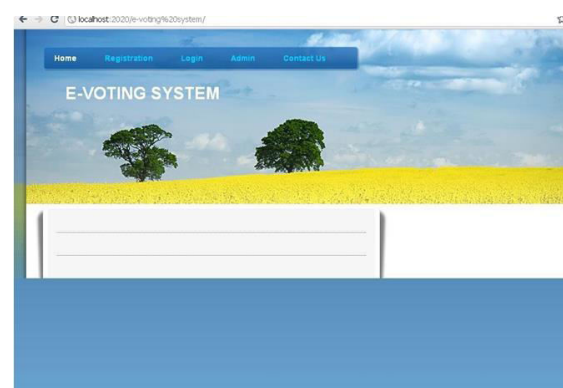 localhost:2020/e-voting%20system/
Home Registration Login Admin Contact Us
E-VOTING SYSTEM